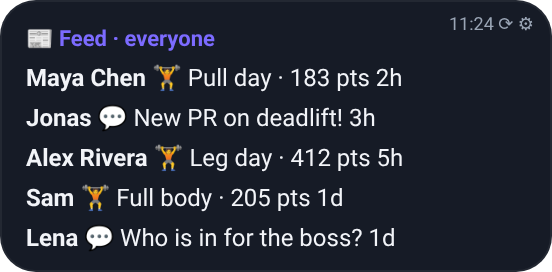 11:24 ⟳ ⚙
📰 Feed · everyone
Maya Chen 🏋️ Pull day · 183 pts 2h
Jonas 💬 New PR on deadlift! 3h
Alex Rivera 🏋️ Leg day · 412 pts 5h
Sam 🏋️ Full body · 205 pts 1d
Lena 💬 Who is in for the boss? 1d